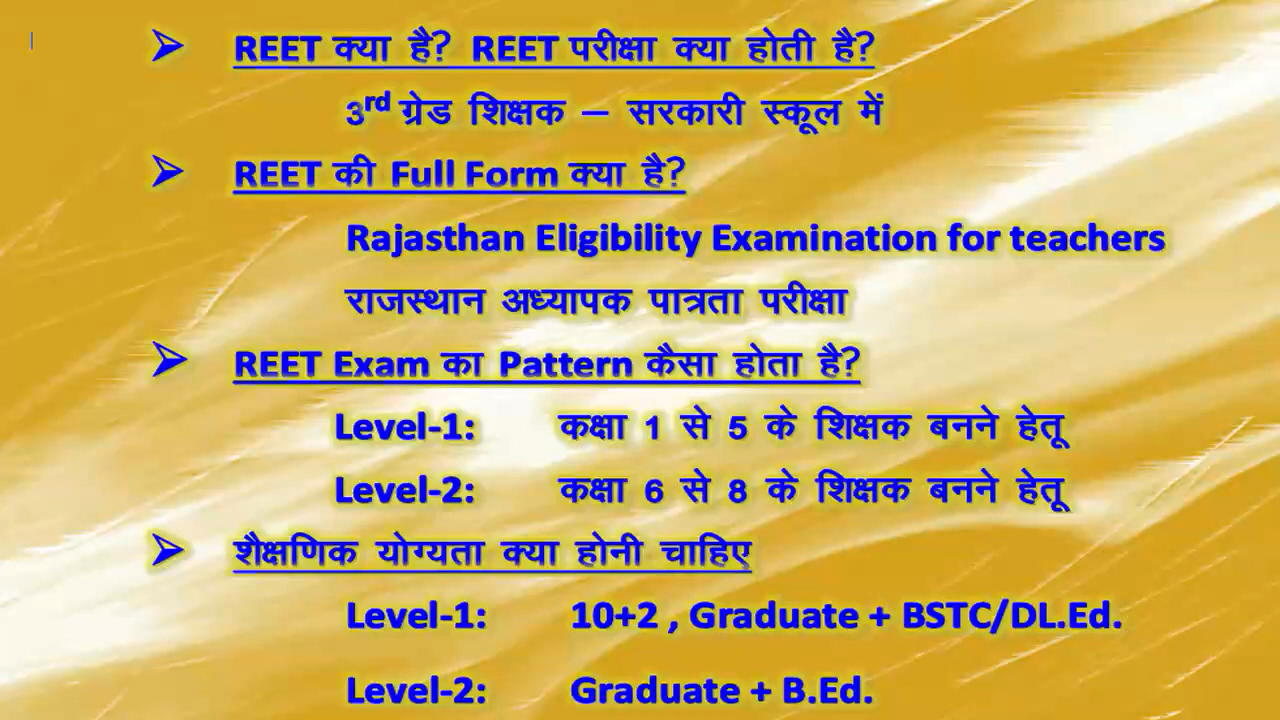 ➢ REET क्या है? REET परीक्षा क्या होती है?
3rd ग्रेड शिक्षक – सरकारी स्कूल में
➢ REET की Full Form क्या है?
Rajasthan Eligibility Examination for teachers
राजस्थान अध्यापक पात्रता परीक्षा
➢ REET Exam का Pattern कैसा होता है?
Level-1: कक्षा 1 से 5 के शिक्षक बनने हेतू
Level-2: कक्षा 6 से 8 के शिक्षक बनने हेतू
➢ शैक्षणिक योग्यता क्या होनी चाहिए
Level-1: 10+2 , Graduate + BSTC/DL.Ed.
Level-2: Graduate + B.Ed.